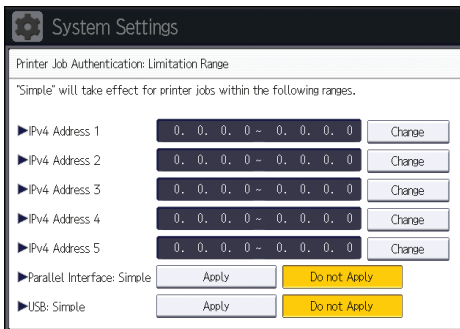 System Settings
Printer Job Authentication: Limitation Range
"Simple" will take effect for printer jobs within the following ranges.
▶IPv4 Address 1 0. 0. 0. 0 ~ 0. 0. 0. 0 Change
▶IPv4 Address 2 0. 0. 0. 0 ~ 0. 0. 0. 0 Change
▶IPv4 Address 3 0. 0. 0. 0 ~ 0. 0. 0. 0 Change
▶IPv4 Address 4 0. 0. 0. 0 ~ 0. 0. 0. 0 Change
▶IPv4 Address 5 0. 0. 0. 0 ~ 0. 0. 0. 0 Change
▶Parallel Interface: Simple Apply Do not Apply
▶USB: Simple Apply Do not Apply